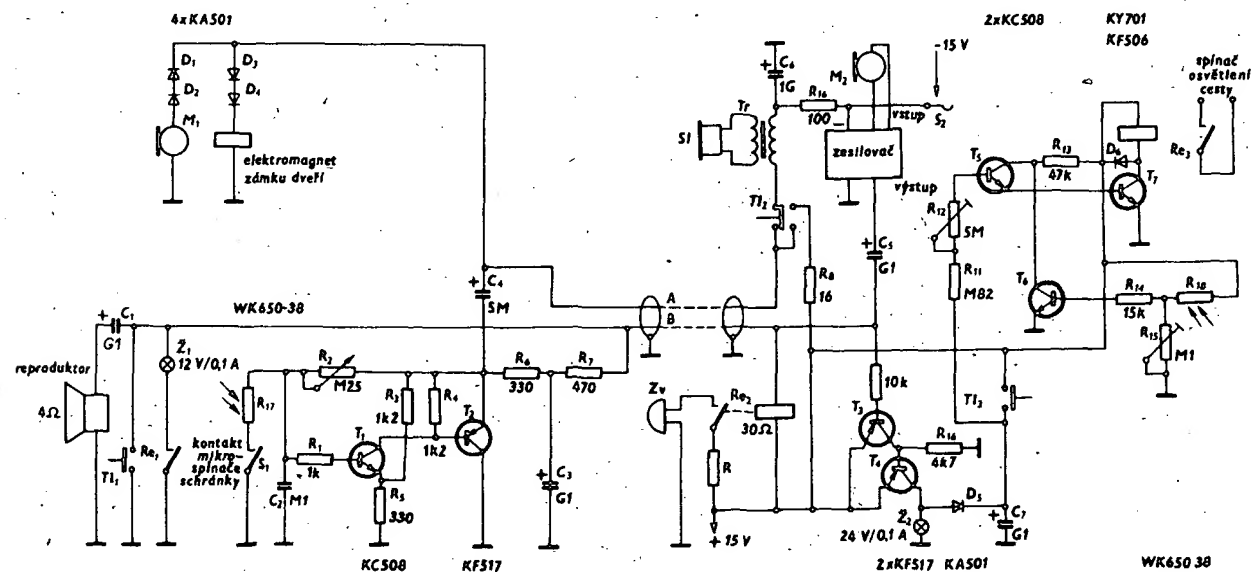 4xKA501
2xKC508
KY701
KF506
D₁
D₂
M₁
D₃
D₄
elektromagnet
zámku dveří
+ C₆
1G
Tr
Sl
R₁₆
100
M₂
-15 V
vstup
S₂
zesilovač
výstup
spínač
osvětlení
cesty
Re₃
T₅
R₁₃
47k
D₆
T₇
R₁₂
5M
Tl₂
+ C₅
G1
R₁₁
M82
R₈
16
T₆
R₁₄
15k
R₁₈
R₁₅
M1
+ C₄
5M
A
B
WK650-38
+ C₁
G1
reproduktor
4Ω
Ž₁
12 V/0,1 A
R₂
M25
R₁₇
R₃
1k2
R₄
1k2
T₂
R₆
330
R₇
470
Tl₁
Re₁
kontakt
mikro-
spínače
schránky
S₁
R₁
1k
T₁
C₂
M1
R₅
330
+ C₃
G1
KC508
KF517
Zv
Re₂
30Ω
R
+ 15 V
10k
T₃
T₄
R₁₆
4k7
Tl₃
Ž₂
24 V/0,1 A
D₅
+ C₇
G1
2xKF517
KA501
WK650 38